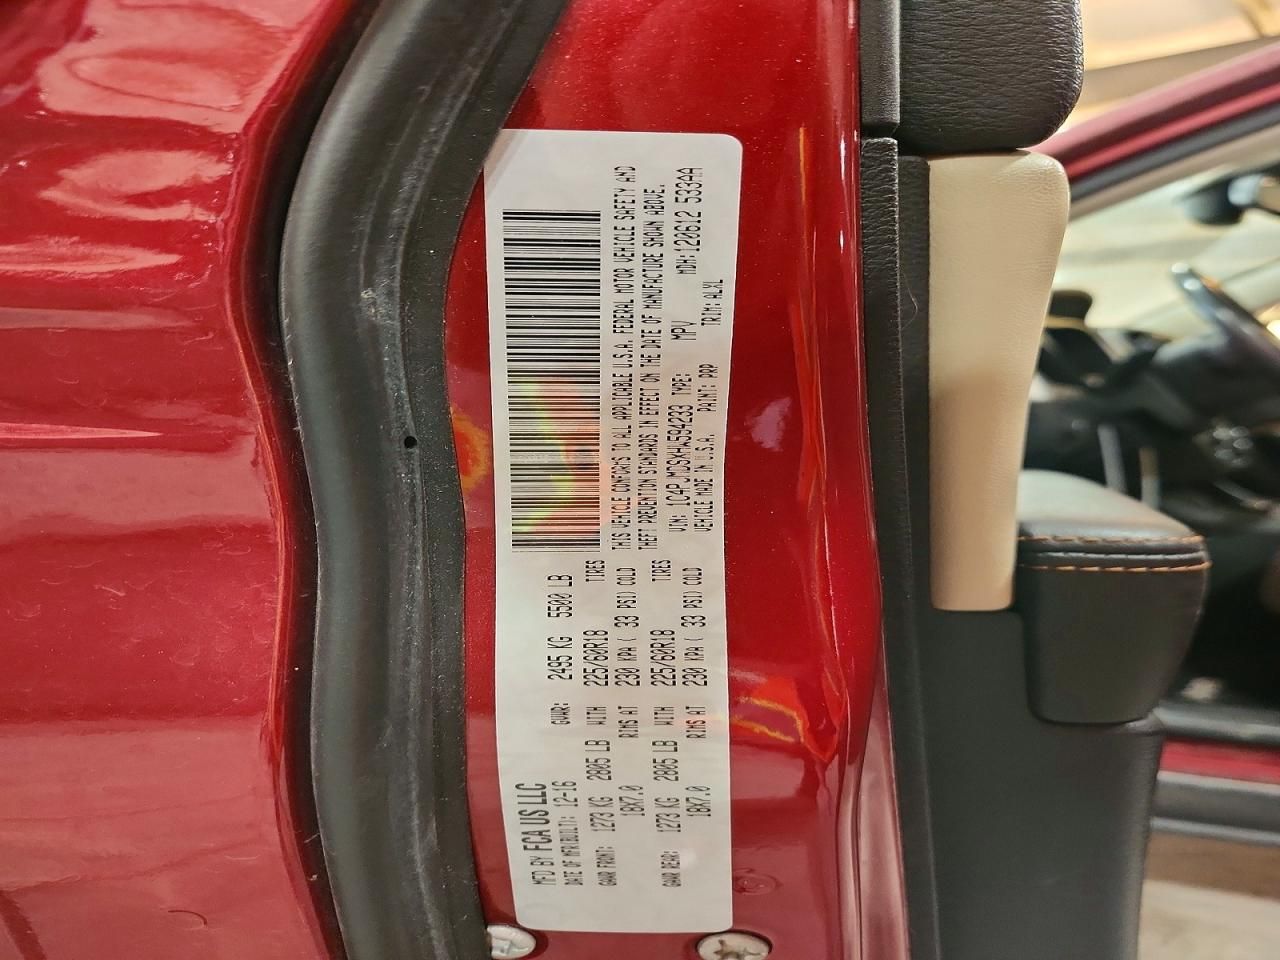 MFD BY FCA US LLC
DATE OF MFR(BUILT): 12-16 GVWR: 2495 KG 5500 LB
GAWR FRONT: 1273 KG 2805 LB WITH 225/60R18 TIRES
18X7.0 RIMS AT 230 KPA ( 33 PSI) COLD
GAWR REAR: 1273 KG 2805 LB WITH 225/60R18 TIRES
18X7.0 RIMS AT 230 KPA ( 33 PSI) COLD
THIS VEHICLE CONFORMS TO ALL APPLICABLE U.S.A. FEDERAL MOTOR VEHICLE SAFETY AND
THEFT PREVENTION STANDARDS IN EFFECT ON THE DATE OF MANUFACTURE SHOWN ABOVE.
VIN: 1C4PJMDSXHW594233 TYPE: MPV MDH:120612 533AA
VEHICLE MADE IN U.S.A. PAINT: PRP TRIM: ALXL